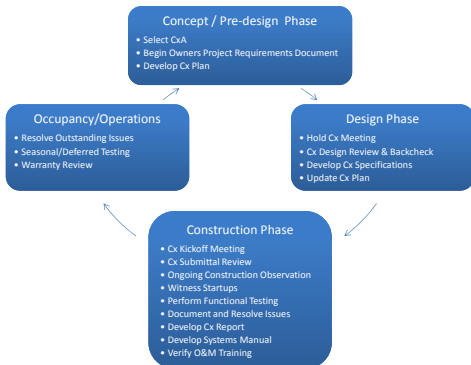 Concept / Pre-design Phase
• Select CxA
• Begin Owners Project Requirements Document
• Develop Cx Plan
Occupancy/Operations
• Resolve Outstanding Issues
• Seasonal/Deferred Testing
• Warranty Review
Design Phase
• Hold Cx Meeting
• Cx Design Review & Backcheck
• Develop Cx Specifications
• Update Cx Plan
Construction Phase
• Cx Kickoff Meeting
• Cx Submittal Review
• Ongoing Construction Observation
• Witness Startups
• Perform Functional Testing
• Document and Resolve Issues
• Develop Cx Report
• Develop Systems Manual
• Verify O&M Training